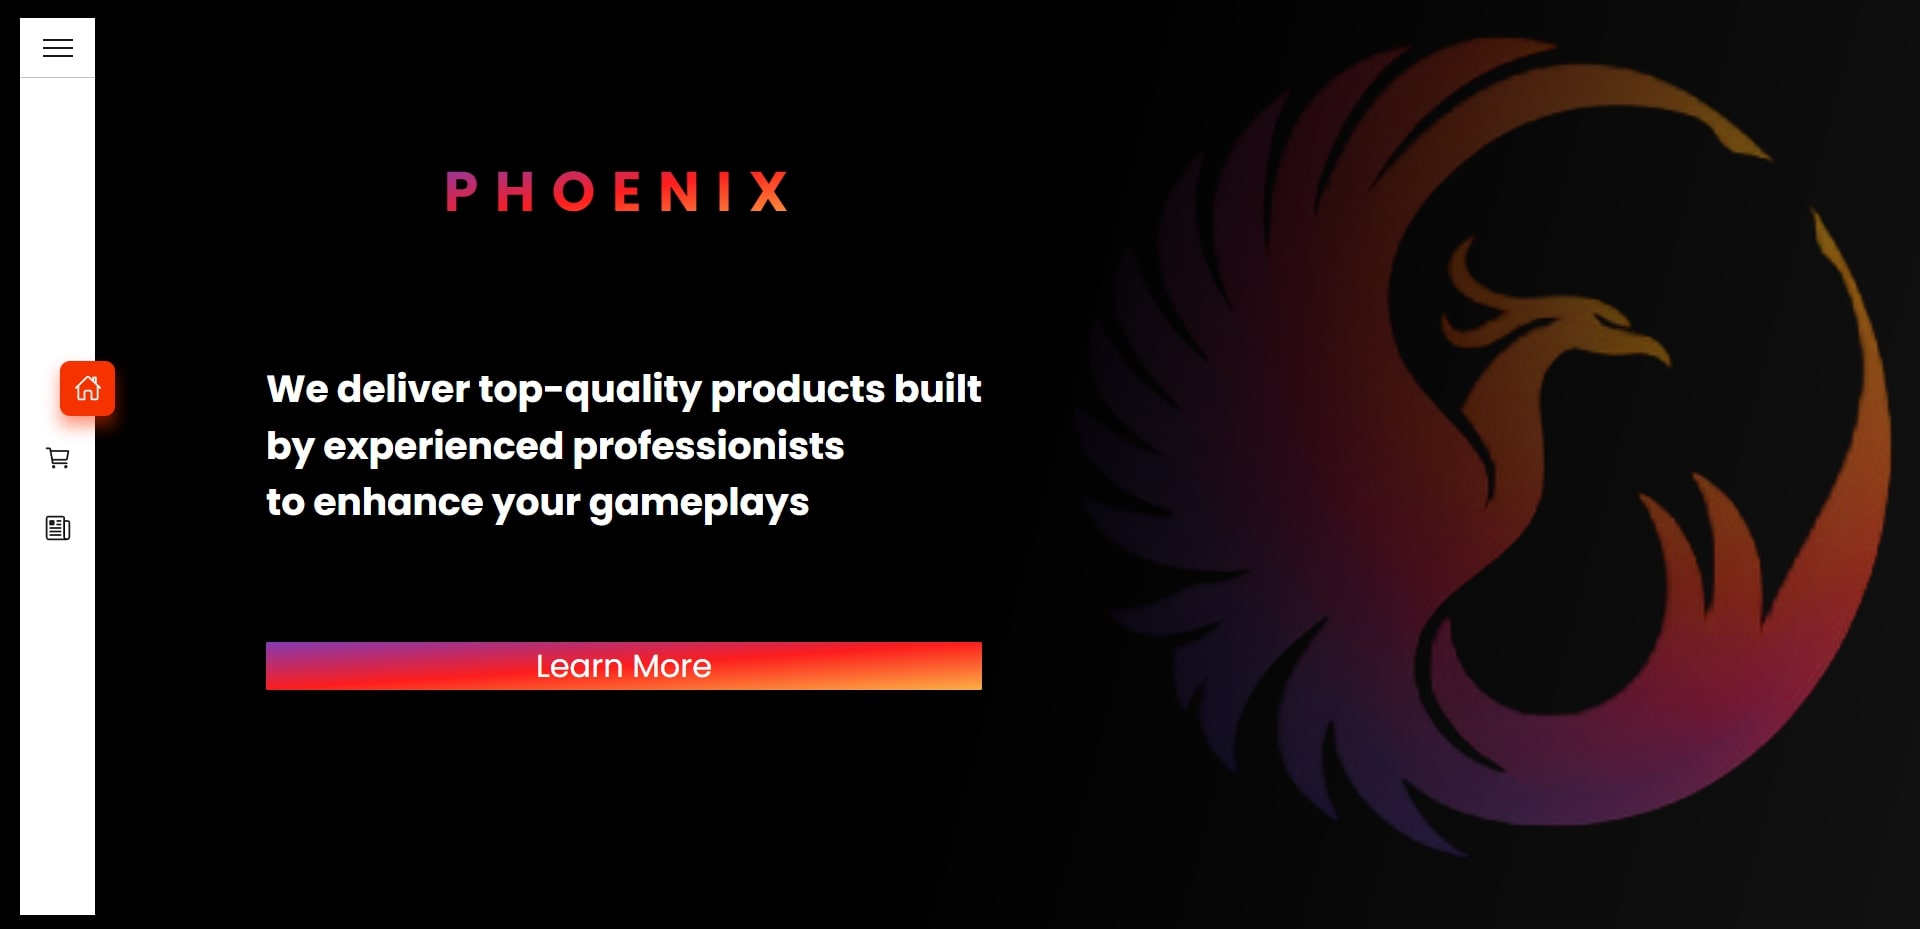 PHOENIX
We deliver top-quality products built
by experienced professionists
to enhance your gameplays
Learn More